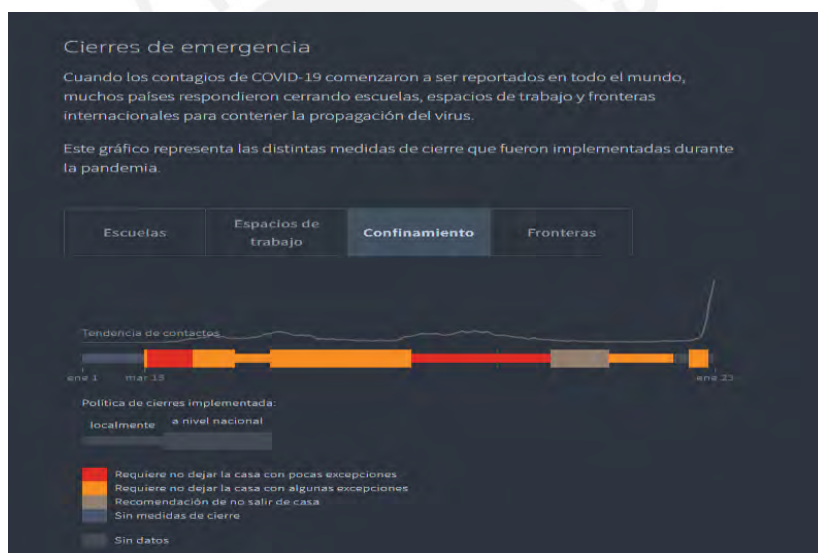 Cierres de emergencia
Cuando los contagios de COVID-19 comenzaron a ser reportados en todo el mundo,
muchos países respondieron cerrando escuelas, espacios de trabajo y fronteras
internacionales para contener la propagación del virus.
Este gráfico representa las distintas medidas de cierre que fueron implementadas durante
la pandemia.
Escuelas
Espacios de
trabajo
Confinamiento
Fronteras
Tendencia de contactos
ene 1
mar 15
ene 23
Política de cierres implementada:
localmente
a nivel nacional
Requiere no dejar la casa con pocas excepciones
Requiere no dejar la casa con algunas excepciones
Recomendación de no salir de casa
Sin medidas de cierre
Sin datos